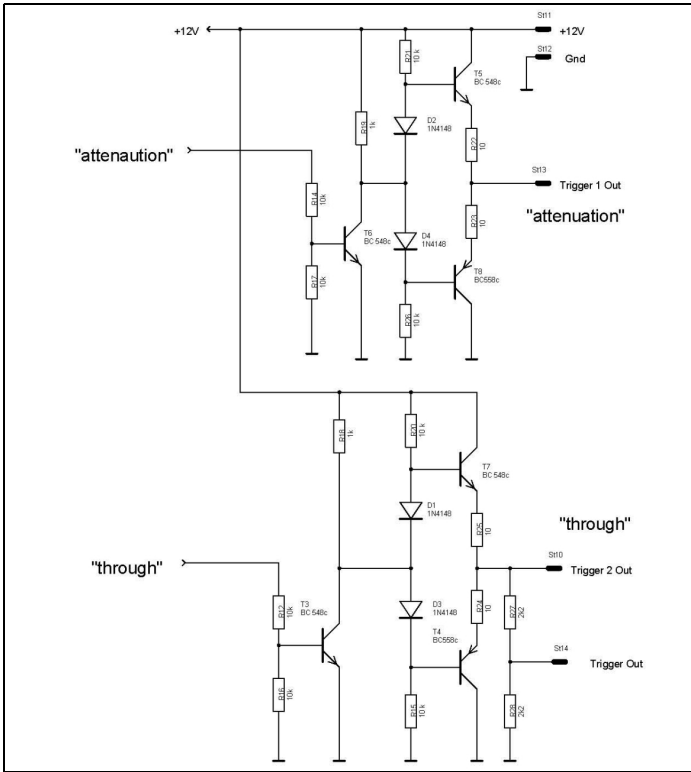 St11
+12V
+12V
St12
Gnd
R21
10 k
T5
BC 548c
R19
1k
D2
1N4148
R22
10
"attenaution"
St13
Trigger 1 Out
R14
10k
"attenuation"
R23
10
T6
BC 548c
D4
1N4148
R17
10k
T8
BC558c
R26
10 k
R18
1k
R20
10 k
T7
BC 548c
D1
1N4148
R25
10
"through"
St10
"through"
Trigger 2 Out
R12
10k
T3
BC 548c
D3
1N4148
R24
10
R27
2k2
T4
BC558c
St14
Trigger Out
R16
10k
R15
10 k
R28
2k2